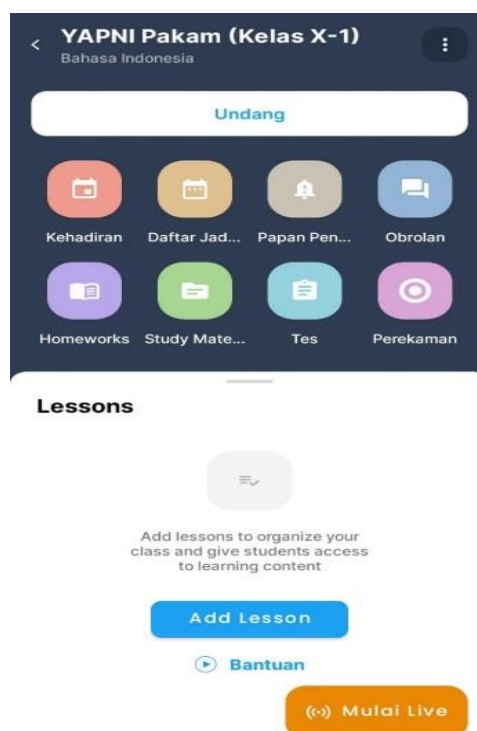 YAPNI Pakam (Kelas X-1)
Bahasa Indonesia
Undang
Kehadiran Daftar Jad... Papan Pen... Obrolan
Homeworks Study Mate... Tes Perekaman
Lessons
Add lessons to organize your
class and give students access
to learning content
Add Lesson
Bantuan
Mulai Live